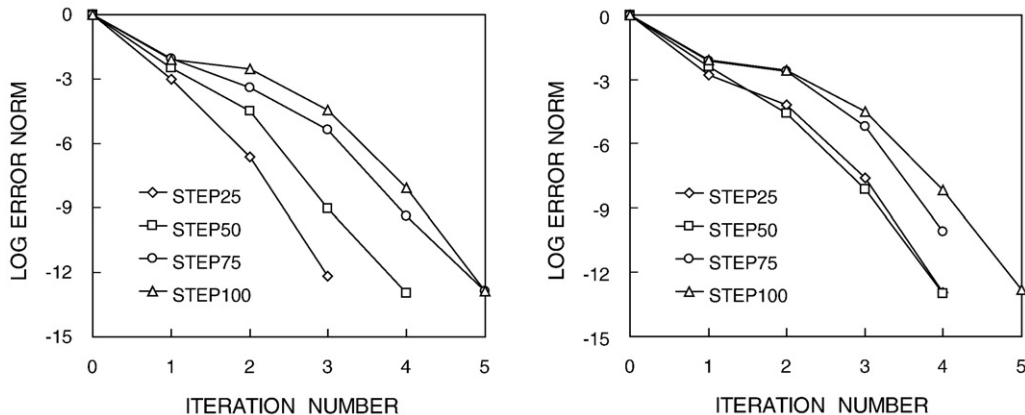 0
-3
-6
-9
-12
-15
LOG ERROR NORM
STEP25
STEP50
STEP75
STEP100
0 1 2 3 4 5
ITERATION NUMBER
0
-3
-6
-9
-12
-15
LOG ERROR NORM
STEP25
STEP50
STEP75
STEP100
0 1 2 3 4 5
ITERATION NUMBER